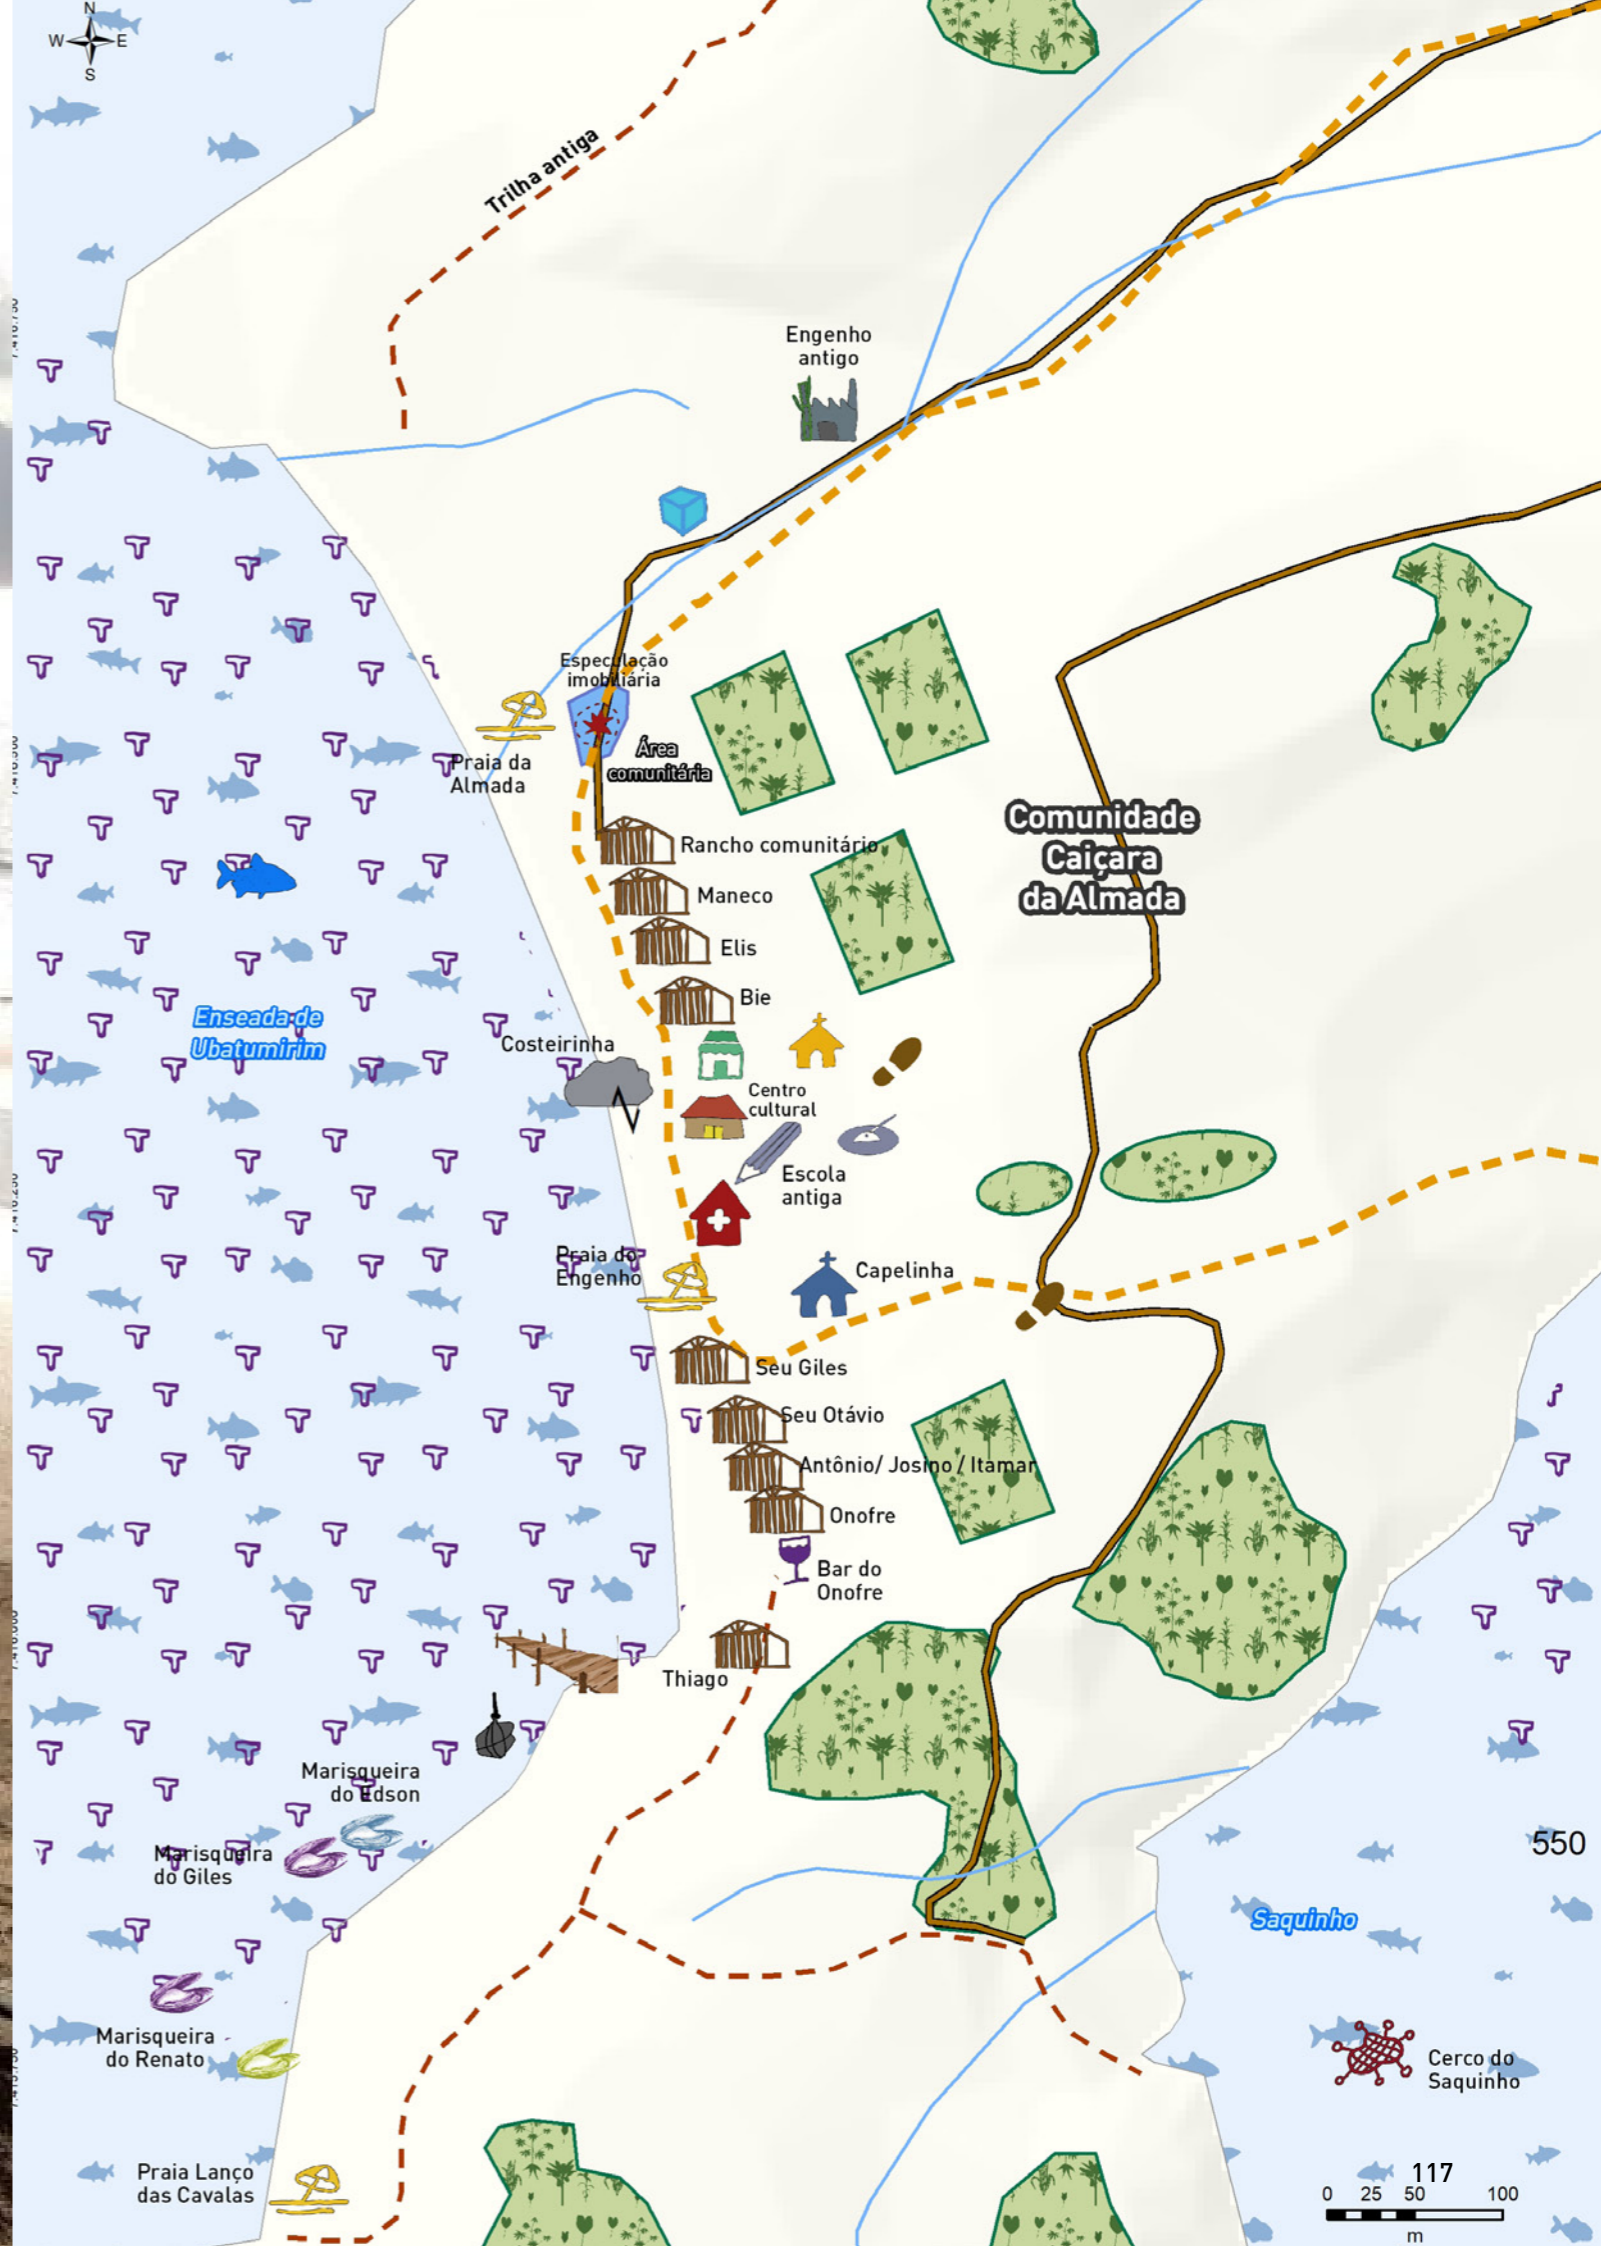 N
W E
S
Trilha antiga
Engenho
antigo
Especulação
imobiliária
Praia da
Almada
Área
comunitária
Rancho comunitário
Comunidade
Caiçara
da Almada
Maneco
Elis
Bie
Enseada de
Ubatumirim
Costeirinha
Centro
cultural
Escola
antiga
Praia do
Engenho
Capelinha
Seu Giles
Seu Otávio
Antônio/ Josino / Itamar
Onofre
Bar do
Onofre
Thiago
Marisqueira
do Edson
Marisqueira
do Giles
550
Saquinho
Marisqueira
do Renato
Cerco do
Saquinho
Praia Lanço
das Cavalas
117
0 25 50 100
m